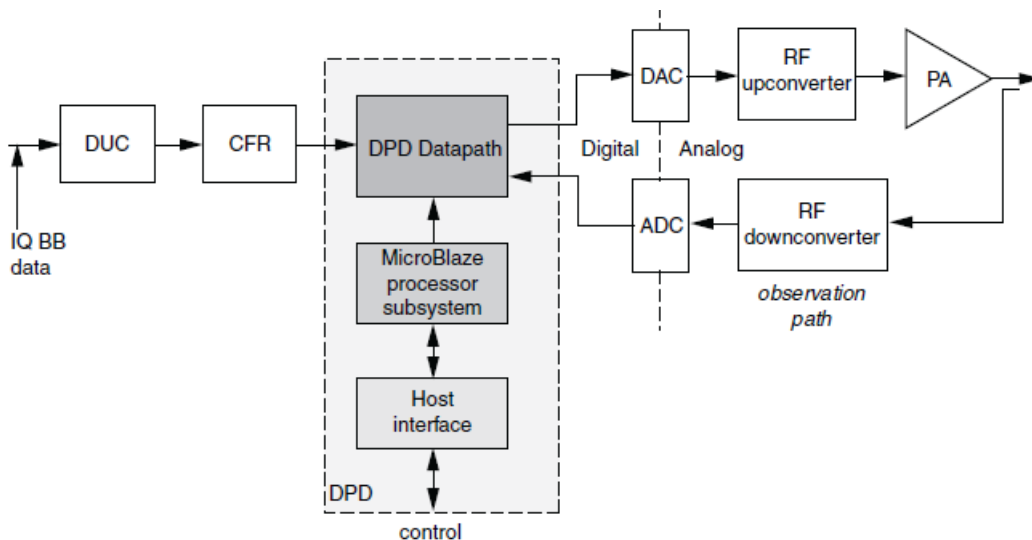 IQ BB
data
DUC
CFR
DPD Datapath
MicroBlaze
processor
subsystem
Host
interface
DPD
control
Digital
Analog
DAC
RF
upconverter
PA
ADC
RF
downconverter
observation
path